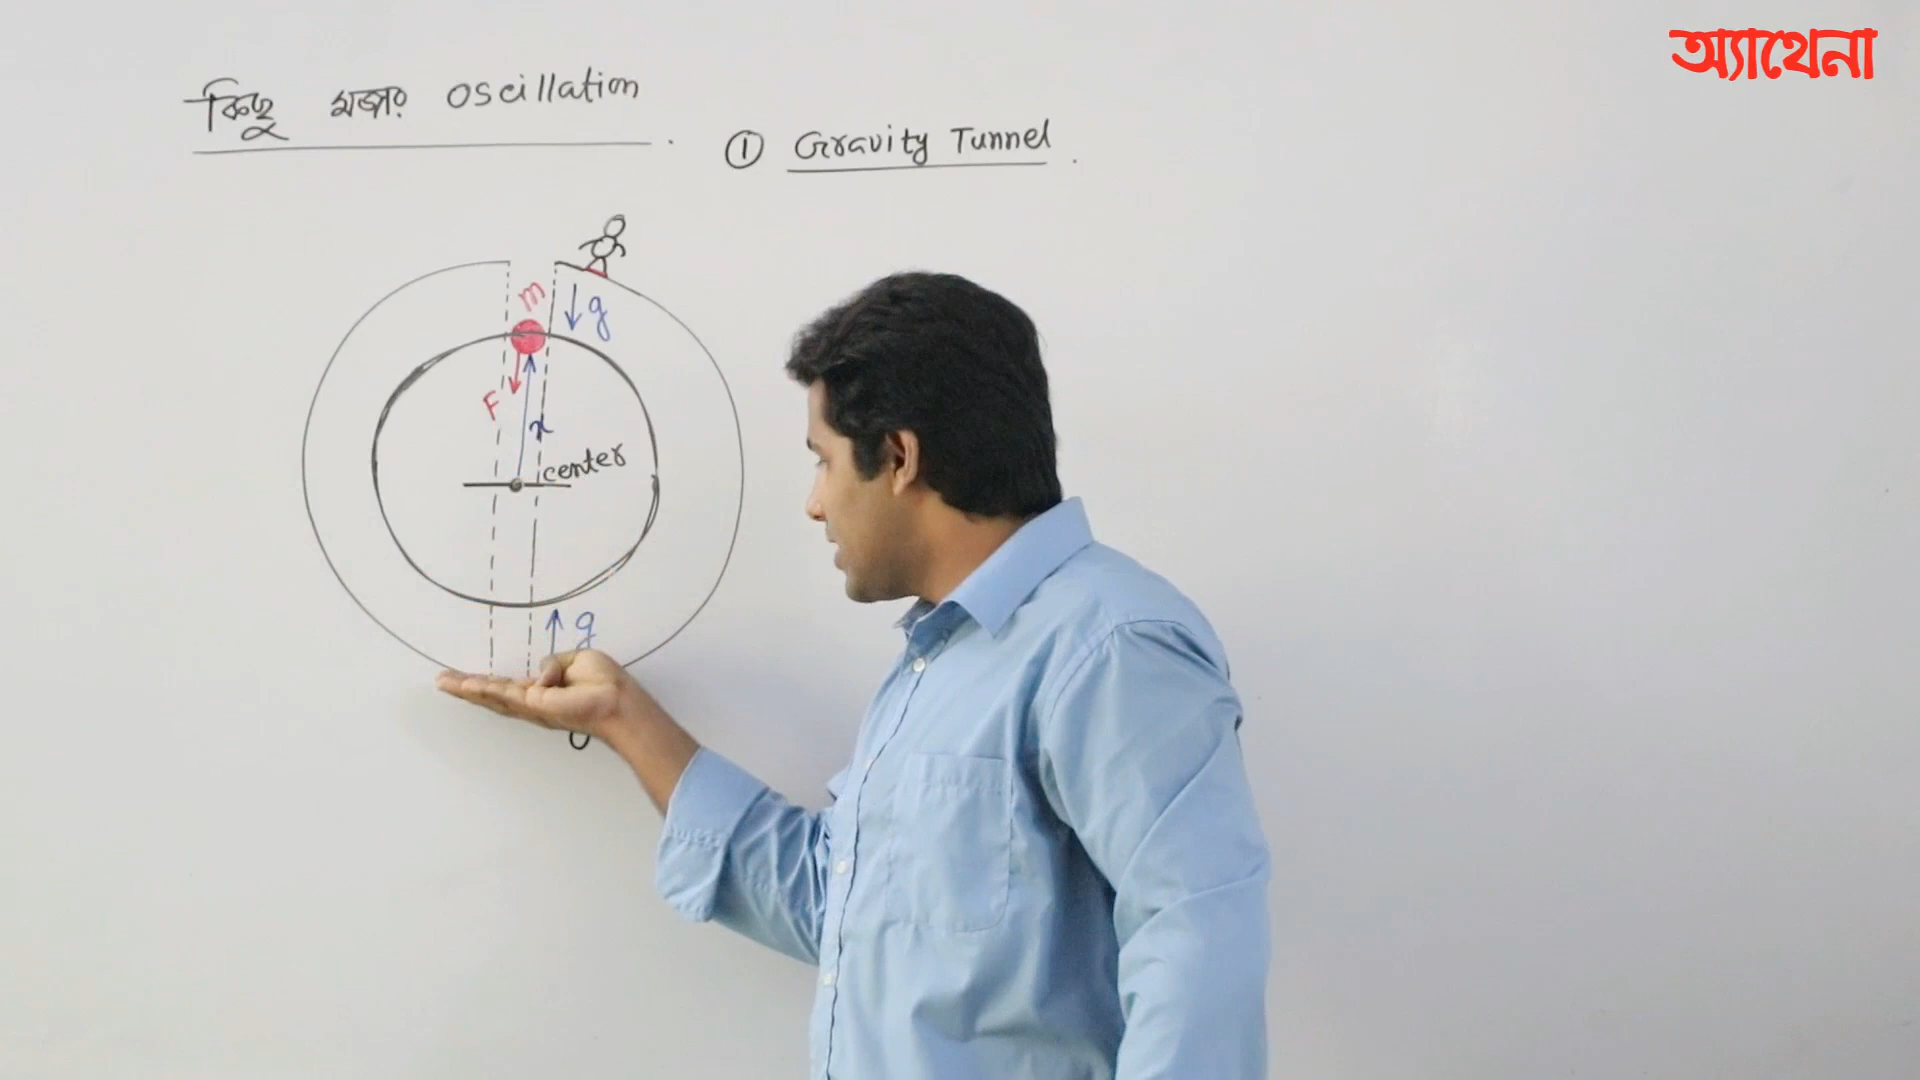 অ্যাথেনা
কিছু মজার Oscillation
① Gravity Tunnel.
m
g
F
x
center
g